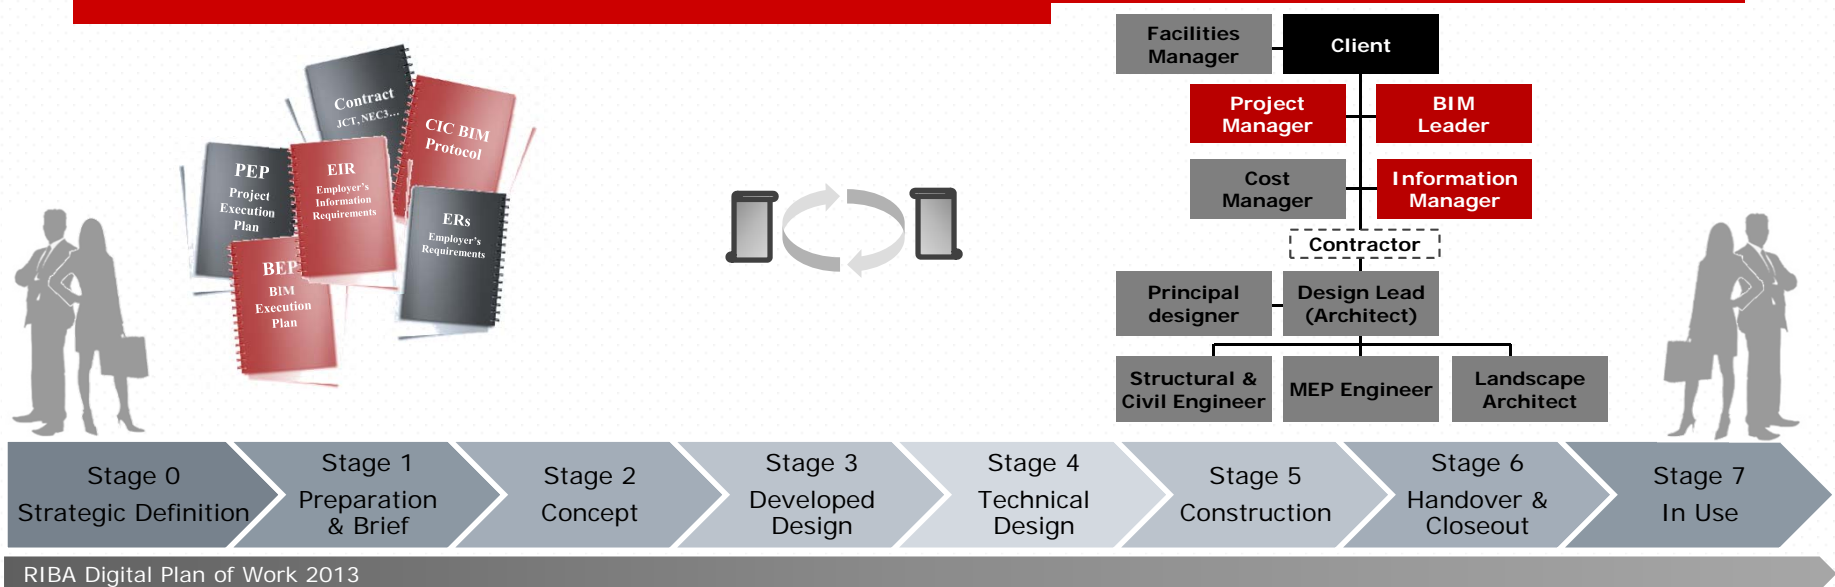 Contract
JCT, NEC3...
CIC BIM
Protocol
PEP
Project
Execution
Plan
EIR
Employer's
Information
Requirements
ERs
Employer's
Requirements
BEP
BIM
Execution
Plan
Facilities
Manager
Client
Project
Manager
BIM
Leader
Cost
Manager
Information
Manager
Contractor
Principal
designer
Design Lead
(Architect)
Structural &
Civil Engineer
MEP Engineer
Landscape
Architect
Stage 0
Strategic Definition
Stage 1
Preparation
& Brief
Stage 2
Concept
Stage 3
Developed
Design
Stage 4
Technical
Design
Stage 5
Construction
Stage 6
Handover &
Closeout
Stage 7
In Use
RIBA Digital Plan of Work 2013